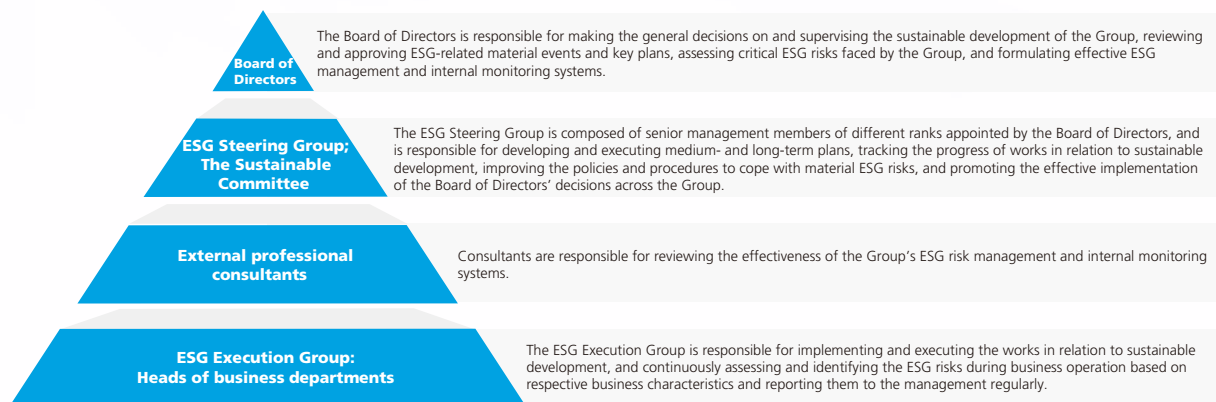 Board of
Directors
The Board of Directors is responsible for making the general decisions on and supervising the sustainable development of the Group, reviewing
and approving ESG-related material events and key plans, assessing critical ESG risks faced by the Group, and formulating effective ESG
management and internal monitoring systems.
ESG Steering Group;
The Sustainable
Committee
The ESG Steering Group is composed of senior management members of different ranks appointed by the Board of Directors, and
is responsible for developing and executing medium- and long-term plans, tracking the progress of works in relation to sustainable
development, improving the policies and procedures to cope with material ESG risks, and promoting the effective implementation
of the Board of Directors’ decisions across the Group.
External professional
consultants
Consultants are responsible for reviewing the effectiveness of the Group’s ESG risk management and internal monitoring
systems.
ESG Execution Group:
Heads of business departments
The ESG Execution Group is responsible for implementing and executing the works in relation to sustainable
development, and continuously assessing and identifying the ESG risks during business operation based on
respective business characteristics and reporting them to the management regularly.